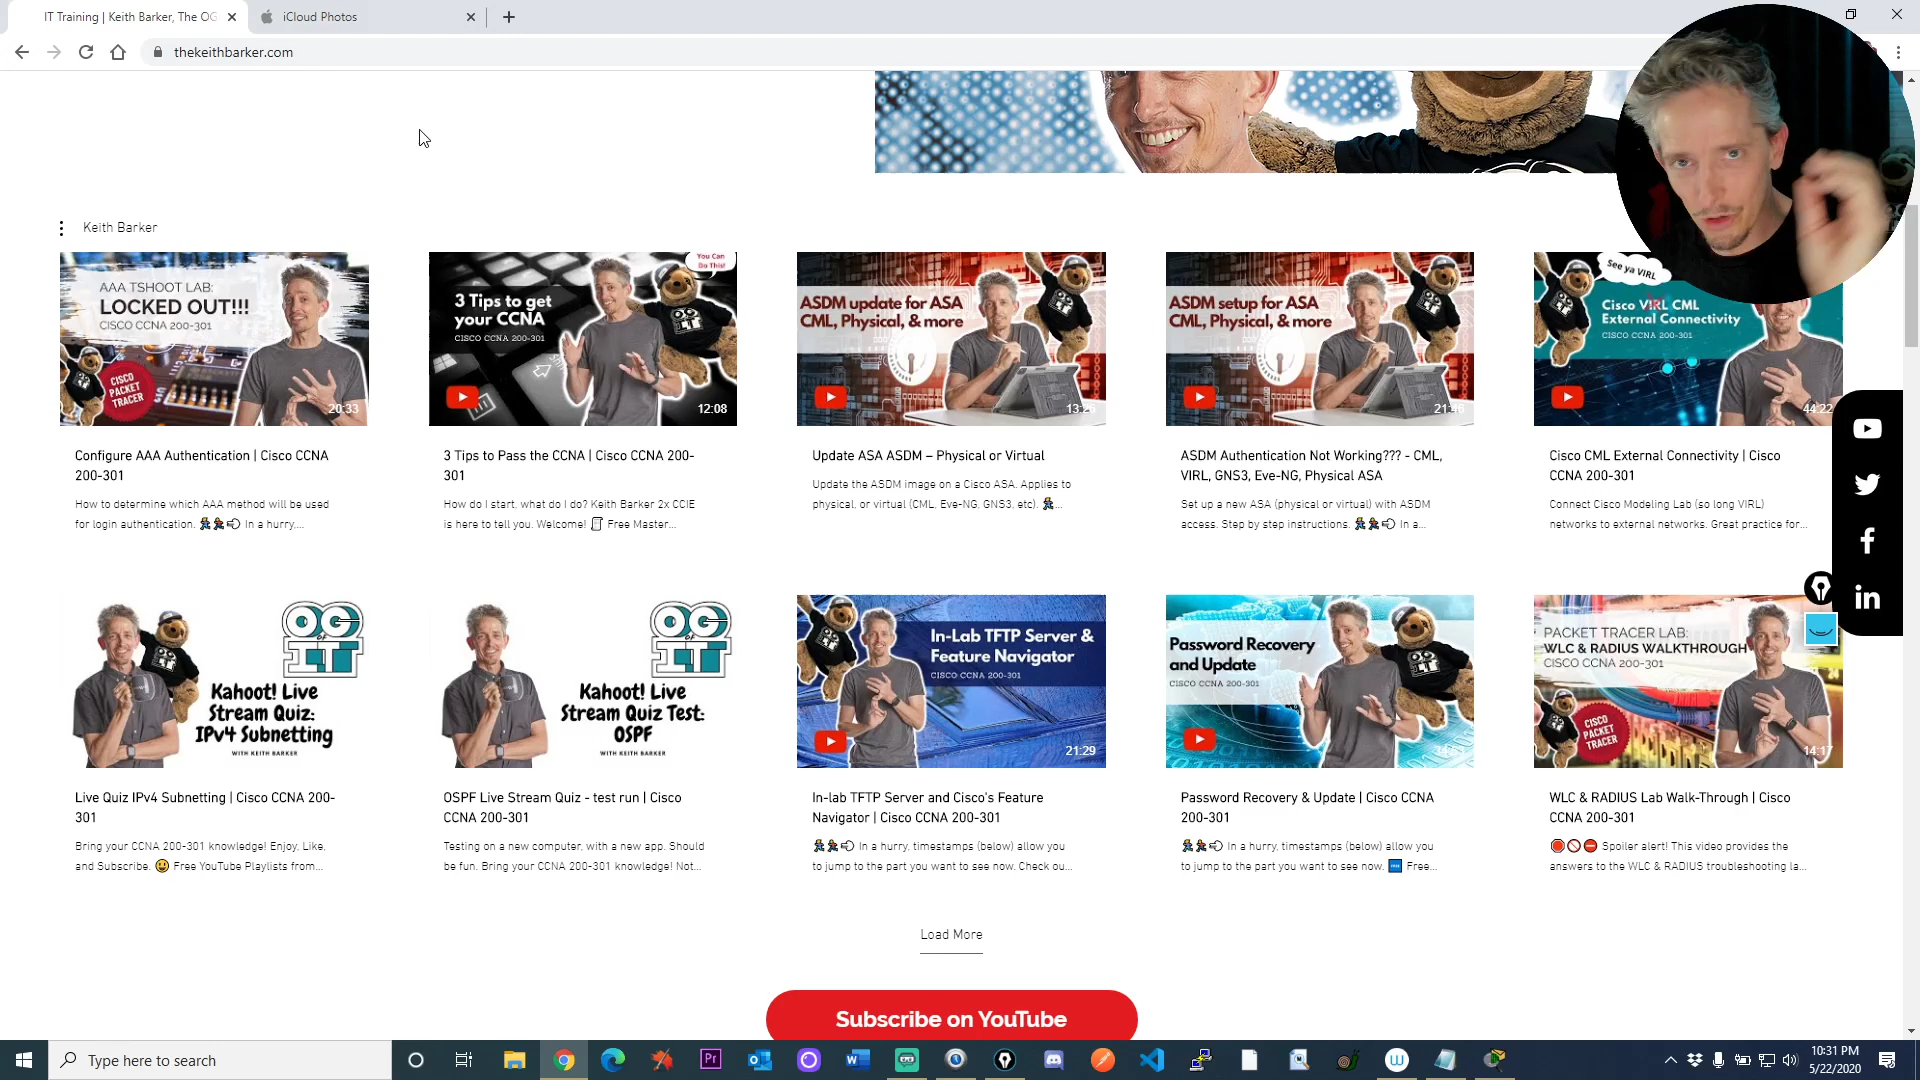 IT Training | Keith Barker, The OG
iCloud Photos
thekeithbarker.com
Keith Barker
AAA TSHOOT LAB:
LOCKED OUT!!!
CISCO CCNA 200-301
CISCO
PACKET
TRACER
20:33
You Can
Do This!
3 Tips to get
your CCNA
CISCO CCNA 200-301
12:08
ASDM update for ASA
CML, Physical, & more
ASDM setup for ASA
CML, Physical, & more
See ya VIRL
Cisco VIRL CML
External Connectivity
CISCO CCNA 200-301
44:22
Configure AAA Authentication | Cisco CCNA
200-301
How to determine which AAA method will be used
for login authentication. In a hurry,...
3 Tips to Pass the CCNA | Cisco CCNA 200-
301
How do I start, what do I do? Keith Barker 2x CCIE
is here to tell you. Welcome! Free Master...
Update ASA ASDM – Physical or Virtual
Update the ASDM image on a Cisco ASA. Applies to
physical, or virtual (CML, Eve-NG, GNS3, etc).  ...
ASDM Authentication Not Working??? - CML,
VIRL, GNS3, Eve-NG, Physical ASA
Set up a new ASA (physical or virtual) with ASDM
access. Step by step instructions. In a...
Cisco CML External Connectivity | Cisco
CCNA 200-301
Connect Cisco Modeling Lab (so long VIRL)
networks to external networks. Great practice for...
OG
OF
IT
Kahoot! Live
Stream Quiz:
IPv4 Subnetting
WITH KEITH BARKER
OG
OF
IT
Kahoot! Live
Stream Quiz Test:
OSPF
WITH KEITH BARKER
In-Lab TFTP Server &
Feature Navigator
CISCO CCNA 200-301
21:29
Password Recovery
and Update
CISCO CCNA 200-301
PACKET TRACER LAB:
WLC & RADIUS WALKTHROUGH
CISCO CCNA 200-301
CISCO
PACKET
TRACER
14:17
Live Quiz IPv4 Subnetting | Cisco CCNA 200-
301
Bring your CCNA 200-301 knowledge! Enjoy, Like,
and Subscribe. Free YouTube Playlists from...
OSPF Live Stream Quiz - test run | Cisco
CCNA 200-301
Testing on a new computer, with a new app. Should
be fun. Bring your CCNA 200-301 knowledge! Not...
In-lab TFTP Server and Cisco's Feature
Navigator | Cisco CCNA 200-301
In a hurry, timestamps (below) allow you
to jump to the part you want to see now. Check ou...
Password Recovery & Update | Cisco CCNA
200-301
In a hurry, timestamps (below) allow you
to jump to the part you want to see now. Free...
WLC & RADIUS Lab Walk-Through | Cisco
CCNA 200-301
Spoiler alert! This video provides the
answers to the WLC & RADIUS troubleshooting la...
Load More
Subscribe on YouTube
Type here to search
10:31 PM
5/22/2020